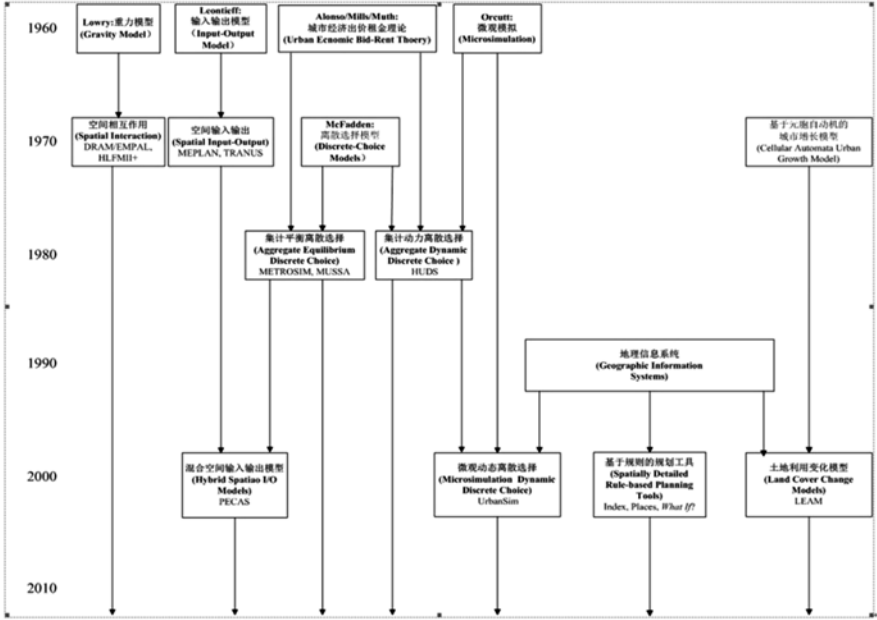 1960
Lowry:重力模型
(Gravity Model)
Leontieff:
输入输出模型
(Input-Output
Model)
Alonso/Mills/Muth:
城市经济出价租金理论
(Urban Ecnomic Bid-Rent Thoery)
Orcutt:
微观模拟
(Microsimulation)
1970
空间相互作用
(Spatial Interaction)
DRAM/EMPAL,
HLFMII+
空间输入输出
(Spatial Input-Output)
MEPLAN, TRANUS
McFadden:
离散选择模型
(Discrete-Choice
Models)
基于元胞自动机的
城市增长模型
(Cellular Automata Urban
Growth Model)
1980
集计平衡离散选择
(Aggregate Equilibrium
Discrete Choice)
METROSIM, MUSSA
集计动力离散选择
(Aggregate Dynamic
Discrete Choice )
HUDS
1990
地理信息系统
(Geographic Information
Systems)
2000
混合空间输入输出模型
(Hybrid Spatiao I/O
Models)
PECAS
微观动态离散选择
(Microsimulation Dynamic
Discrete Choice)
UrbanSim
基于规则的规划工具
(Spatially Detailed
Rule-based Planning
Tools)
Index, Places, What If?
土地利用变化模型
(Land Cover Change
Models)
LEAM
2010